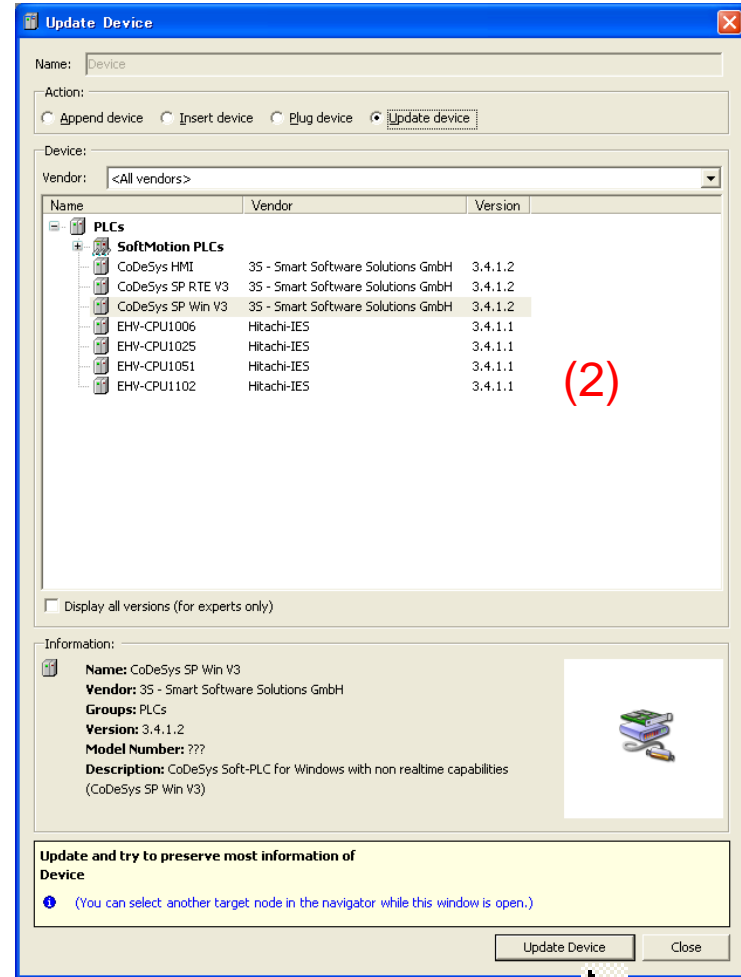 Update Device
Name: Device
Action:
Append device Insert device Plug device Update device
Device:
Vendor: <All vendors>
Name Vendor Version
PLCs
SoftMotion PLCs
CoDeSys HMI 3S - Smart Software Solutions GmbH 3.4.1.2
CoDeSys SP RTE V3 3S - Smart Software Solutions GmbH 3.4.1.2
CoDeSys SP Win V3 3S - Smart Software Solutions GmbH 3.4.1.2
EHV-CPU1006 Hitachi-IES 3.4.1.1
EHV-CPU1025 Hitachi-IES 3.4.1.1
EHV-CPU1051 Hitachi-IES 3.4.1.1
EHV-CPU1102 Hitachi-IES 3.4.1.1
(2)
Display all versions (for experts only)
Information:
Name: CoDeSys SP Win V3
Vendor: 3S - Smart Software Solutions GmbH
Groups: PLCs
Version: 3.4.1.2
Model Number: ???
Description: CoDeSys Soft-PLC for Windows with non realtime capabilities
(CoDeSys SP Win V3)
Update and try to preserve most information of
Device
(You can select another target node in the navigator while this window is open.)
Update Device Close